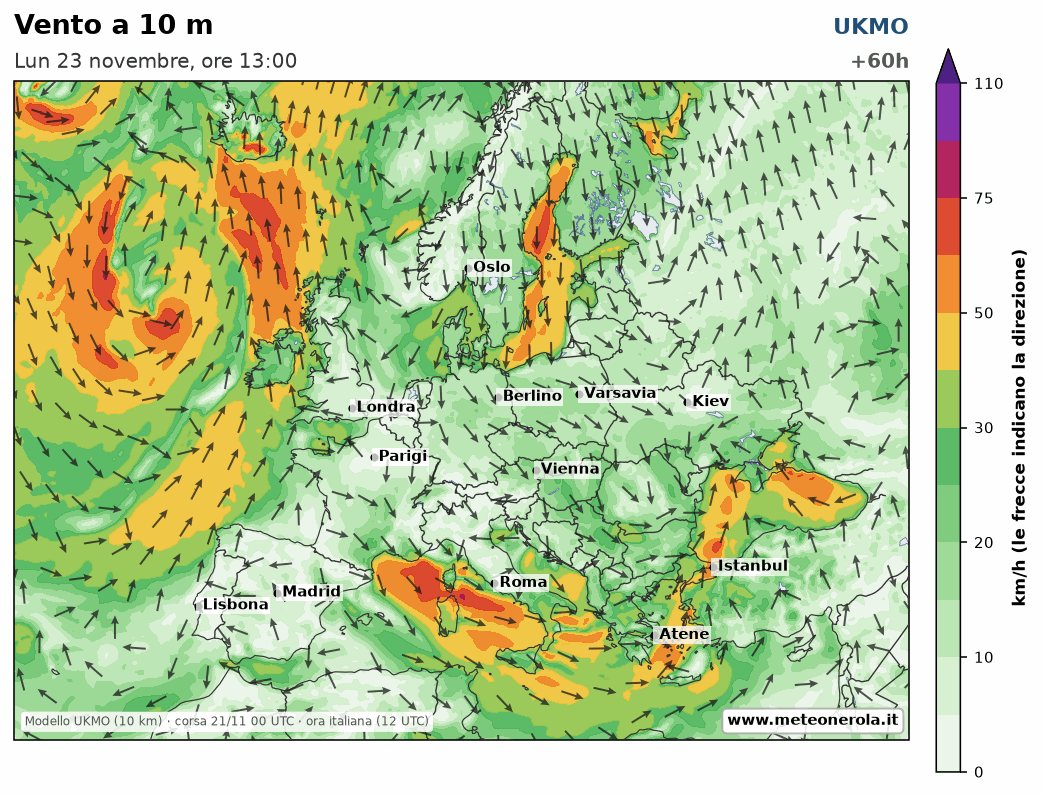 Vento a 10 m
UKMO
Lun 23 novembre, ore 13:00
+60h
110
75
50
30
20
10
0
km/h (le frecce indicano la direzione)
Oslo
Berlino
Varsavia
Kiev
Londra
Parigi
Vienna
Istanbul
Roma
Madrid
Lisbona
Atene
Modello UKMO (10 km) · corsa 21/11 00 UTC · ora italiana (12 UTC)
www.meteonerola.it